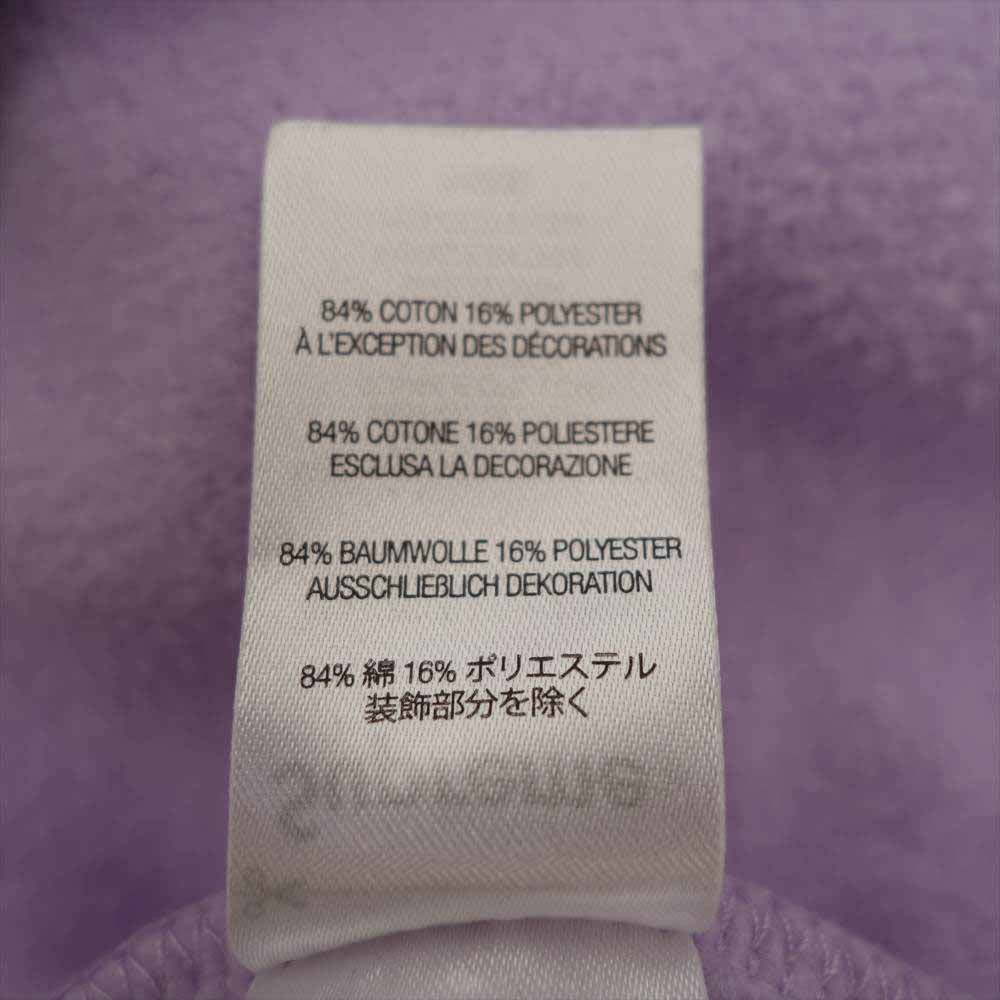 84% COTON 16% POLYESTER
À L'EXCEPTION DES DÉCORATIONS
84% COTONE 16% POLIESTERE
ESCLUSA LA DECORAZIONE
84% BAUMWOLLE 16% POLYESTER
AUSSCHLIEßLICH DEKORATION
84% 綿 16% ポリエステル
装飾部分を除く